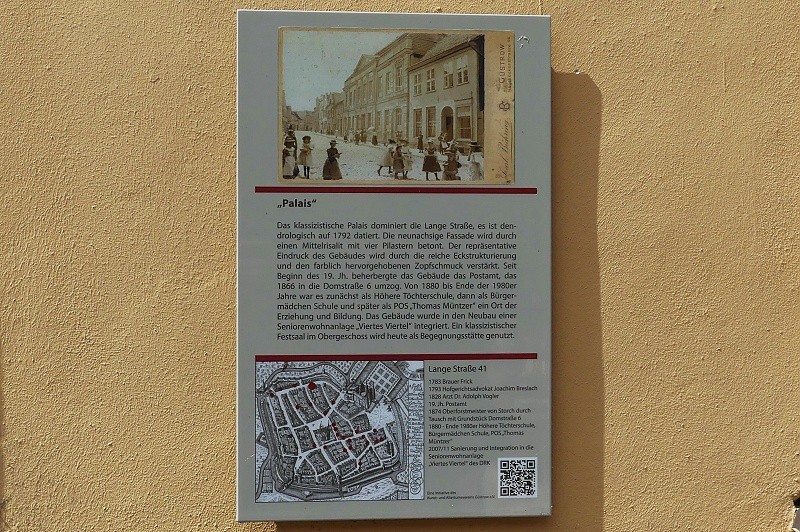 GÜSTROW
„Palais“
Das klassizistische Palais dominiert die Lange Straße, es ist den-
drologisch auf 1792 datiert. Die neunachsige Fassade wird durch
einen Mittelrisalit mit vier Pilastern betont. Der repräsentative
Eindruck des Gebäudes wird durch die reiche Eckstrukturierung
und den farblich hervorgehobenen Zopfschmuck verstärkt. Seit
Beginn des 19. Jh. beherbergte das Gebäude das Postamt, das
1866 in die Domstraße 6 umzog. Von 1880 bis Ende der 1980er
Jahre war es zunächst als Höhere Töchterschule, dann als Bürger-
mädchen Schule und später als POS „Thomas Müntzer“ ein Ort der
Erziehung und Bildung. Das Gebäude wurde in den Neubau einer
Seniorenwohnanlage „Viertes Viertel“ integriert. Ein klassizistischer
Festsaal im Obergeschoss wird heute als Begegnungsstätte genutzt.
Lange Straße 41
1783 Brauer Frick
1793 Hofgerichtsadvokat Joachim Breslach
1828 Arzt Dr. Adolph Vogler
19. Jh. Postamt
1874 Oberforstmeister von Storch durch
Tausch mit Grundstück Domstraße 6
1880 - Ende 1980er Höhere Töchterschule,
Bürgermädchen Schule, POS „Thomas
Müntzer“
2007/11 Sanierung und Integration in die
Seniorenwohnanlage
„Viertes Viertel“ des DRK
Eine Initiative des
Kunst- und Altertumsvereins Güstrow e.V.